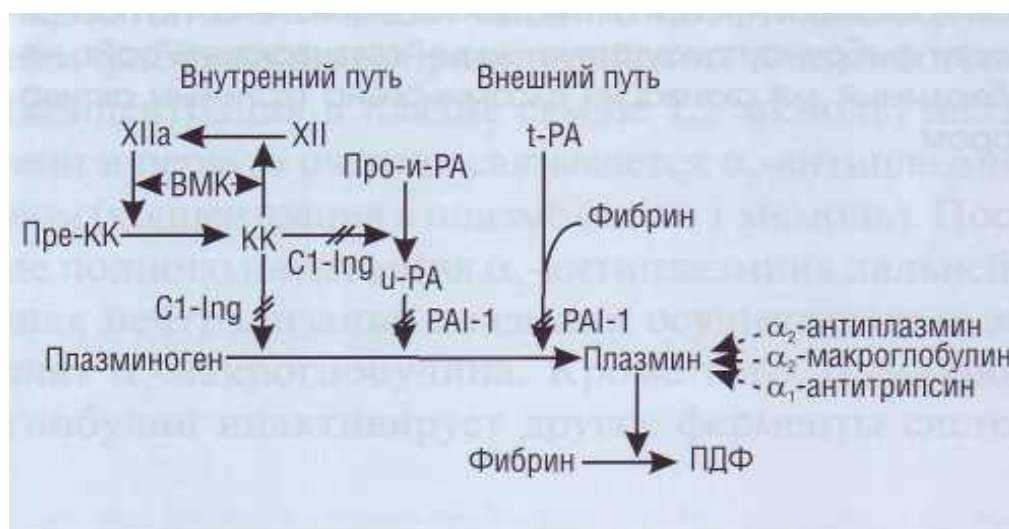 Внутренний путь Внешний путь
XIIa XII t-PA
ВМК Про-и-РА
Фибрин
Пре-КК КК
C1-Ing
u-PA
C1-Ing PAI-1 PAI-1
α2-антиплазмин
Плазминоген Плазмин α2-макроглобулин
α1-антитрипсин
Фибрин ПДФ